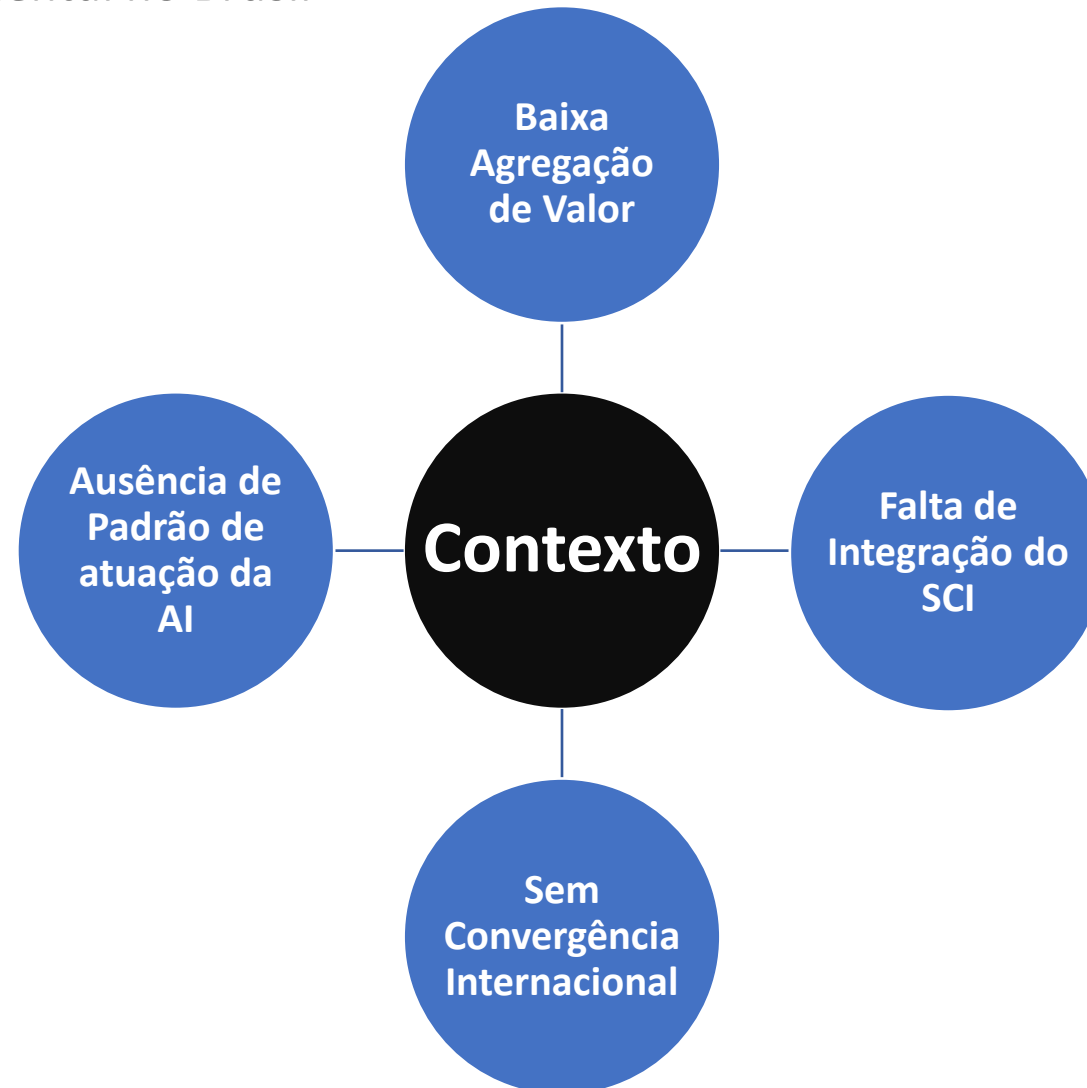 Baixa
Agregação
de Valor
Ausência de
Padrão de
atuação da
AI
Contexto
Falta de
Integração do
SCI
Sem
Convergência
Internacional